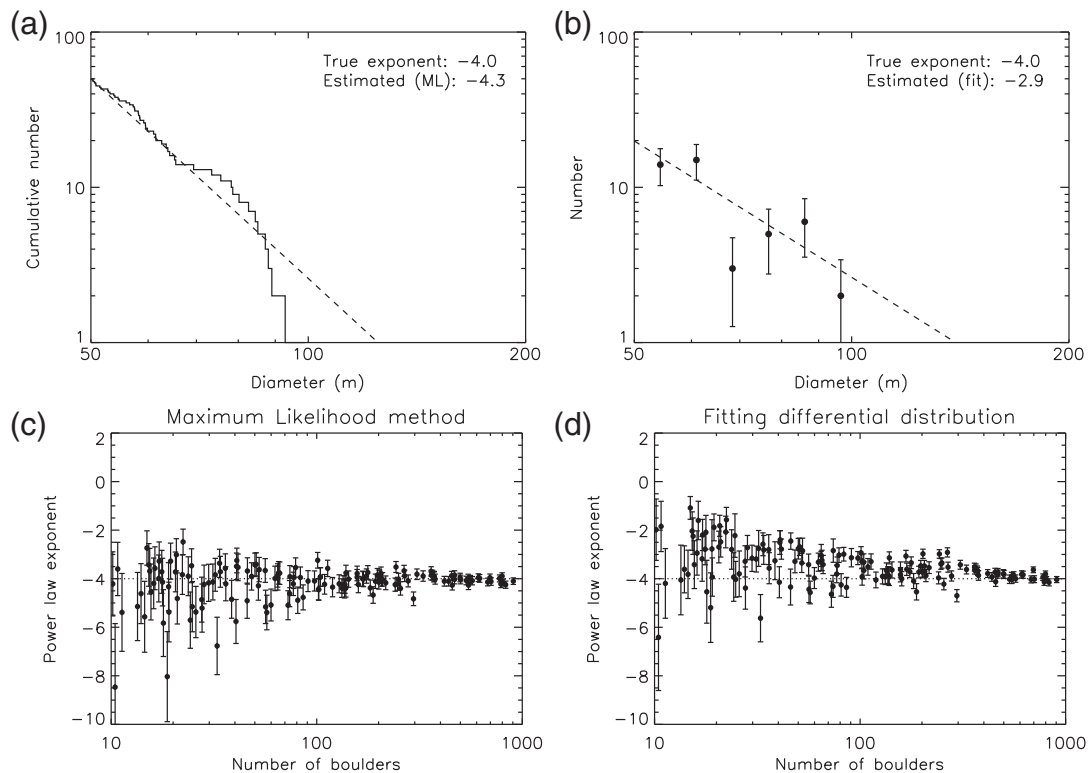 (a)
100
10
1
Cumulative number
True exponent: −4.0
Estimated (ML): −4.3
50
100
200
Diameter (m)
(b)
100
10
1
Number
True exponent: −4.0
Estimated (fit): −2.9
50
100
200
Diameter (m)
(c)
Maximum Likelihood method
2
0
−2
−4
−6
−8
−10
Power law exponent
10
100
1000
Number of boulders
(d)
Fitting differential distribution
2
0
−2
−4
−6
−8
−10
Power law exponent
10
100
1000
Number of boulders